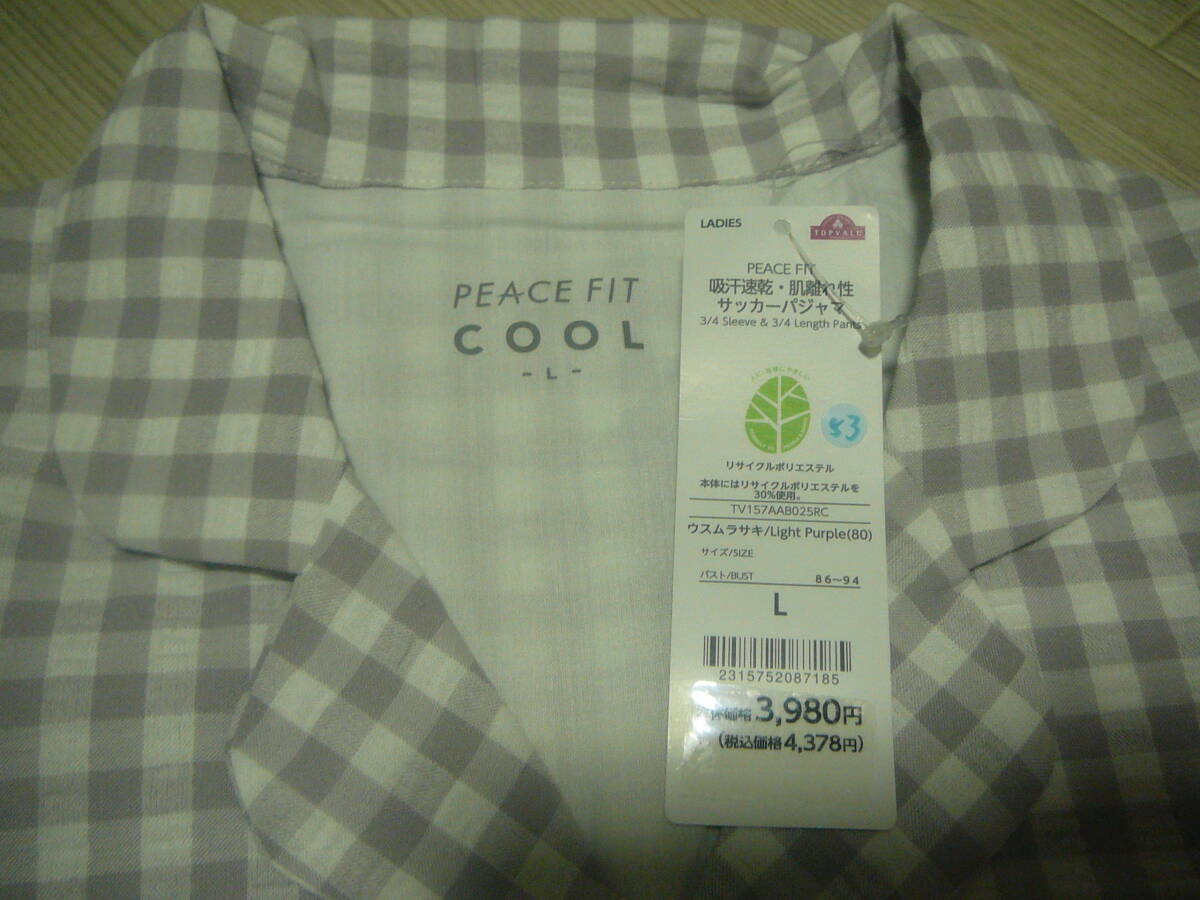 PEACE FIT
COOL
- L -
LADIES
TOPVALU
PEACE FIT
吸汗速乾・肌離れ性
サッカーパジャマ
3/4 Sleeve & 3/4 Length Pants
53
リサイクルポリエステル
本体にはリサイクルポリエステルを
30%使用。
TV157AAB025RC
ウスムラサキ/Light Purple(80)
サイズ/SIZE
バスト/BUST 86～94
L
2315752087185
本体価格 3,980円
(税込価格4,378円)